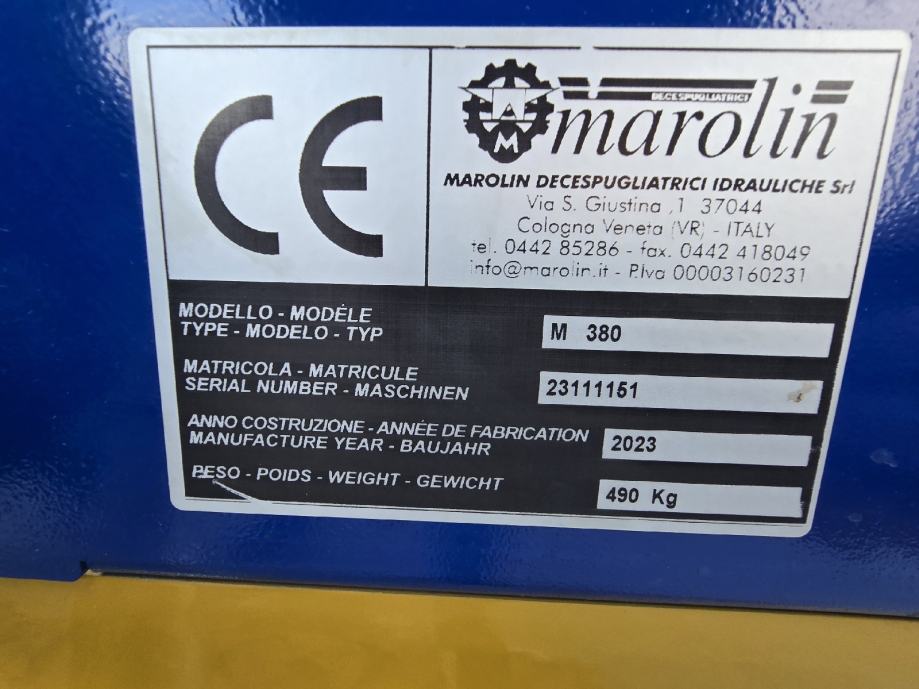 CE
DECESPUGLIATRICI
marolin
AM
MAROLIN DECESPUGLIATRICI IDRAULICHE Srl
Via S. Giustina ,1 37044
Cologna Veneta (VR) - ITALY
tel. 0442 85286 - fax. 0442 418049
info@marolin.it - P.Iva 00003160231
MODELLO - MODÈLE
TYPE - MODELO - TYP
M 380
MATRICOLA - MATRICULE
SERIAL NUMBER - MASCHINEN
23111151
ANNO COSTRUZIONE - ANNÉE DE FABRICATION
MANUFACTURE YEAR - BAUJAHR
2023
PESO - POIDS - WEIGHT - GEWICHT
490 Kg